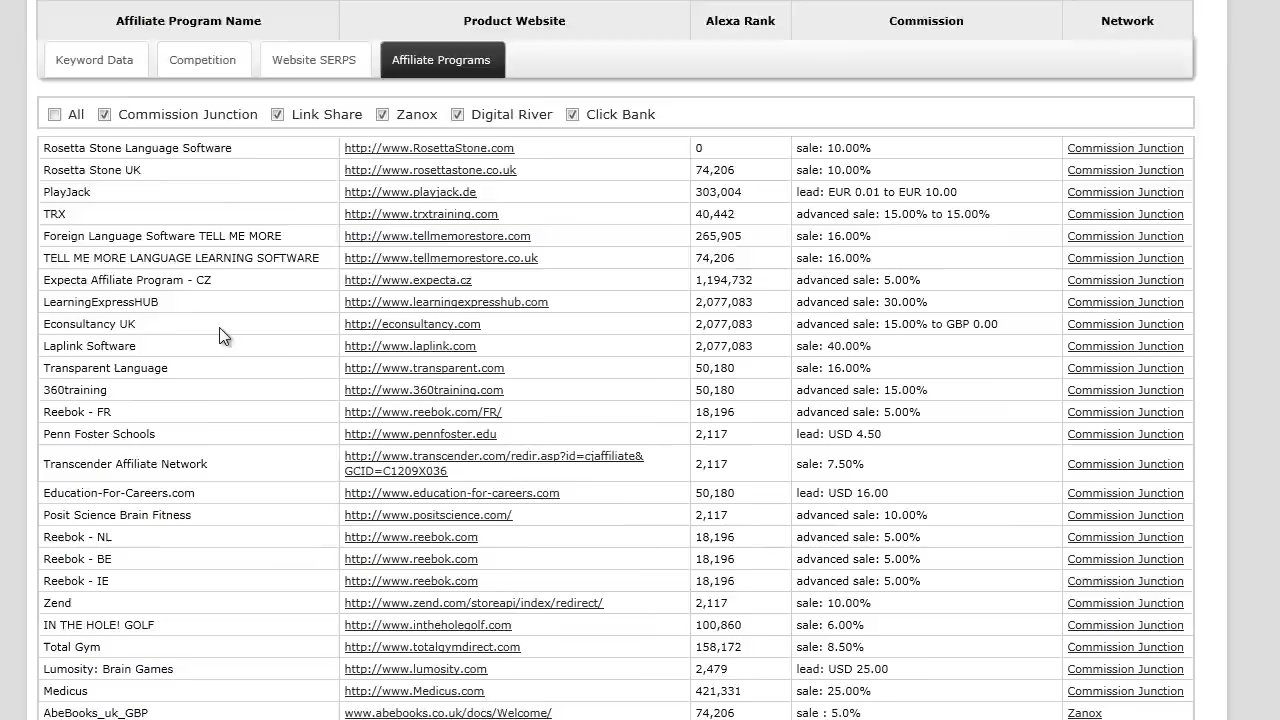 Affiliate Program Name Product Website Alexa Rank Commission Network
Keyword Data Competition Website SERPS Affiliate Programs
All Commission Junction Link Share Zanox Digital River Click Bank
Rosetta Stone Language Software http://www.RosettaStone.com 0 sale: 10.00% Commission Junction
Rosetta Stone UK http://www.rosettastone.co.uk 74,206 sale: 10.00% Commission Junction
PlayJack http://www.playjack.de 303,004 lead: EUR 0.01 to EUR 10.00 Commission Junction
TRX http://www.trxtraining.com 40,442 advanced sale: 15.00% to 15.00% Commission Junction
Foreign Language Software TELL ME MORE http://www.tellmemorestore.com 265,905 sale: 16.00% Commission Junction
TELL ME MORE LANGUAGE LEARNING SOFTWARE http://www.tellmemorestore.co.uk 74,206 sale: 16.00% Commission Junction
Expecta Affiliate Program - CZ http://www.expecta.cz 1,194,732 advanced sale: 5.00% Commission Junction
LearningExpressHUB http://www.learningexpresshub.com 2,077,083 advanced sale: 30.00% Commission Junction
Econsultancy UK http://econsultancy.com 2,077,083 advanced sale: 15.00% to GBP 0.00 Commission Junction
Laplink Software http://www.laplink.com 2,077,083 sale: 40.00% Commission Junction
Transparent Language http://www.transparent.com 50,180 sale: 16.00% Commission Junction
360training http://www.360training.com 50,180 advanced sale: 15.00% Commission Junction
Reebok - FR http://www.reebok.com/FR/ 18,196 advanced sale: 5.00% Commission Junction
Penn Foster Schools http://www.pennfoster.edu 2,117 lead: USD 4.50 Commission Junction
Transcender Affiliate Network http://www.transcender.com/redir.asp?id=cjaffiliate& 2,117 sale: 7.50% Commission Junction
GCID=C1209X036
Education-For-Careers.com http://www.education-for-careers.com 50,180 lead: USD 16.00 Commission Junction
Posit Science Brain Fitness http://www.positscience.com/ 2,117 advanced sale: 10.00% Commission Junction
Reebok - NL http://www.reebok.com 18,196 advanced sale: 5.00% Commission Junction
Reebok - BE http://www.reebok.com 18,196 advanced sale: 5.00% Commission Junction
Reebok - IE http://www.reebok.com 18,196 advanced sale: 5.00% Commission Junction
Zend http://www.zend.com/storeapi/index/redirect/ 2,117 sale: 10.00% Commission Junction
IN THE HOLE! GOLF http://www.intheholegolf.com 100,860 sale: 6.00% Commission Junction
Total Gym http://www.totalgymdirect.com 158,172 sale: 8.50% Commission Junction
Lumosity: Brain Games http://www.lumosity.com 2,479 lead: USD 25.00 Commission Junction
Medicus http://www.Medicus.com 421,331 sale: 25.00% Commission Junction
AbeBooks_uk_GBP www.abebooks.co.uk/docs/Welcome/ 74,206 sale : 5.0% Zanox